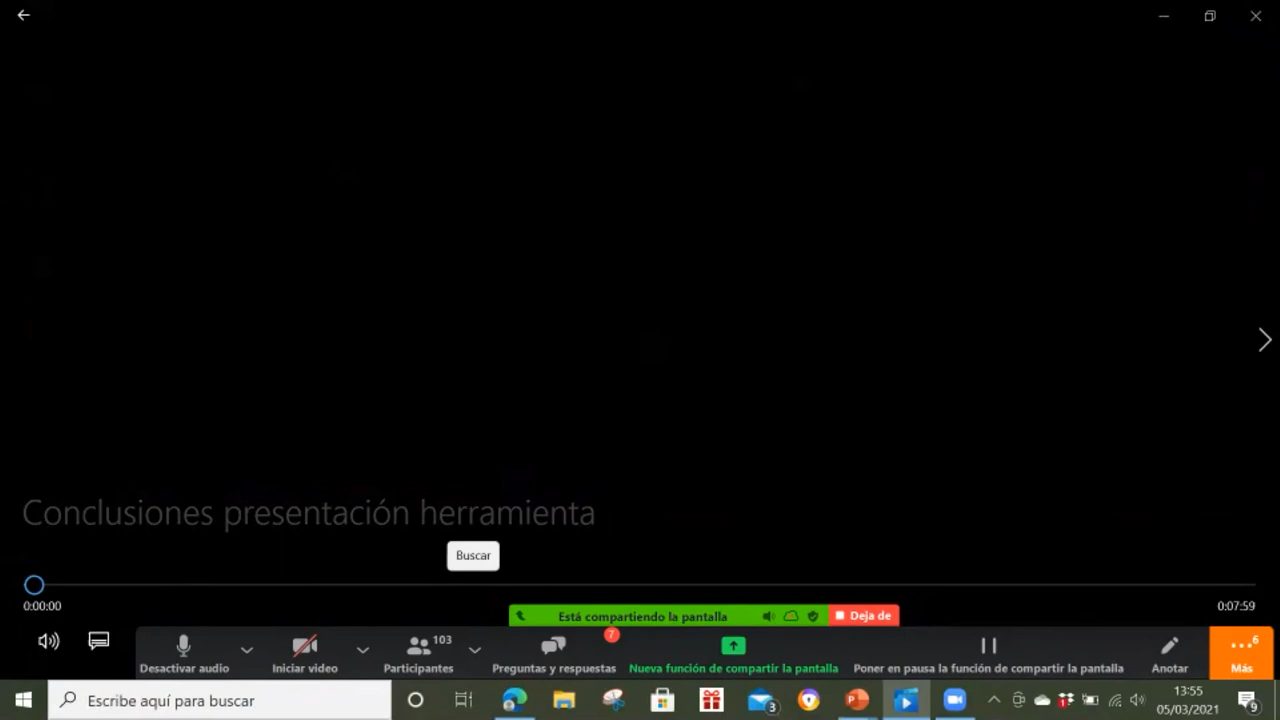 Conclusiones presentación herramienta
Buscar
0:00:00
0:07:59
Está compartiendo la pantalla
Deja de
7
103
6
Desactivar audio
Iniciar video
Participantes
Preguntas y respuestas
Nueva función de compartir la pantalla
Poner en pausa la función de compartir la pantalla
Anotar
Más
Escribe aquí para buscar
3
1
13:55
05/03/2021
9